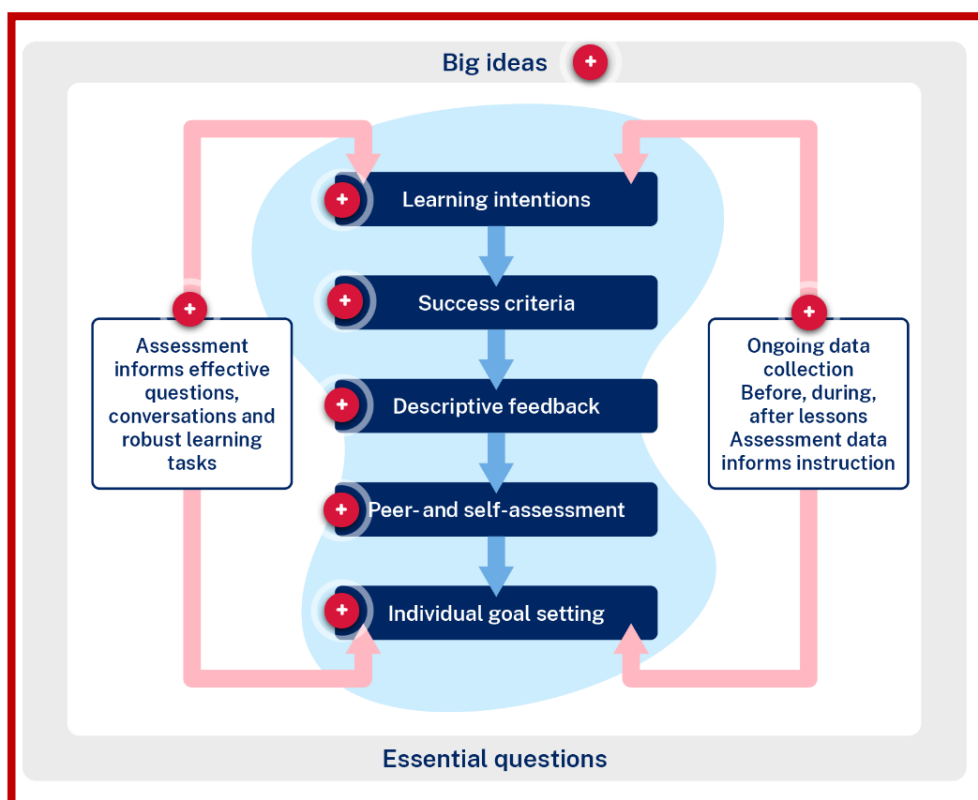 Big ideas
Learning intentions
Success criteria
Assessment
informs effective
questions,
conversations and
robust learning
tasks
Ongoing data
collection
Before, during,
after lessons
Assessment data
informs instruction
Descriptive feedback
Peer- and self-assessment
Individual goal setting
Essential questions